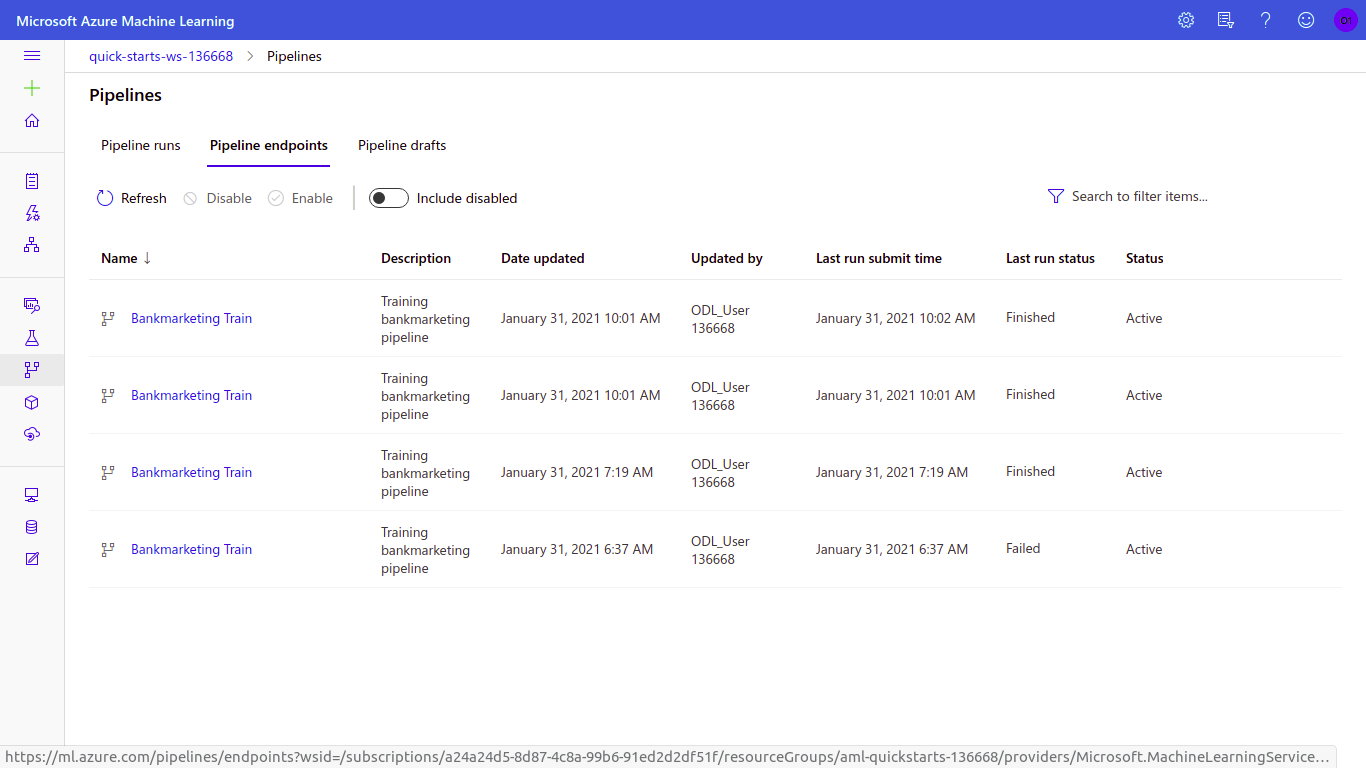 Microsoft Azure Machine Learning
O1
quick-starts-ws-136668 > Pipelines
Pipelines
Pipeline runs Pipeline endpoints Pipeline drafts
Refresh Disable Enable Include disabled Search to filter items...
Name ↓ Description Date updated Updated by Last run submit time Last run status Status
Bankmarketing Train Training bankmarketing pipeline January 31, 2021 10:01 AM ODL_User 136668 January 31, 2021 10:02 AM Finished Active
Bankmarketing Train Training bankmarketing pipeline January 31, 2021 10:01 AM ODL_User 136668 January 31, 2021 10:01 AM Finished Active
Bankmarketing Train Training bankmarketing pipeline January 31, 2021 7:19 AM ODL_User 136668 January 31, 2021 7:19 AM Finished Active
Bankmarketing Train Training bankmarketing pipeline January 31, 2021 6:37 AM ODL_User 136668 January 31, 2021 6:37 AM Failed Active
https://ml.azure.com/pipelines/endpoints?wsid=/subscriptions/a24a24d5-8d87-4c8a-99b6-91ed2d2df51f/resourceGroups/aml-quickstarts-136668/providers/Microsoft.MachineLearningService…